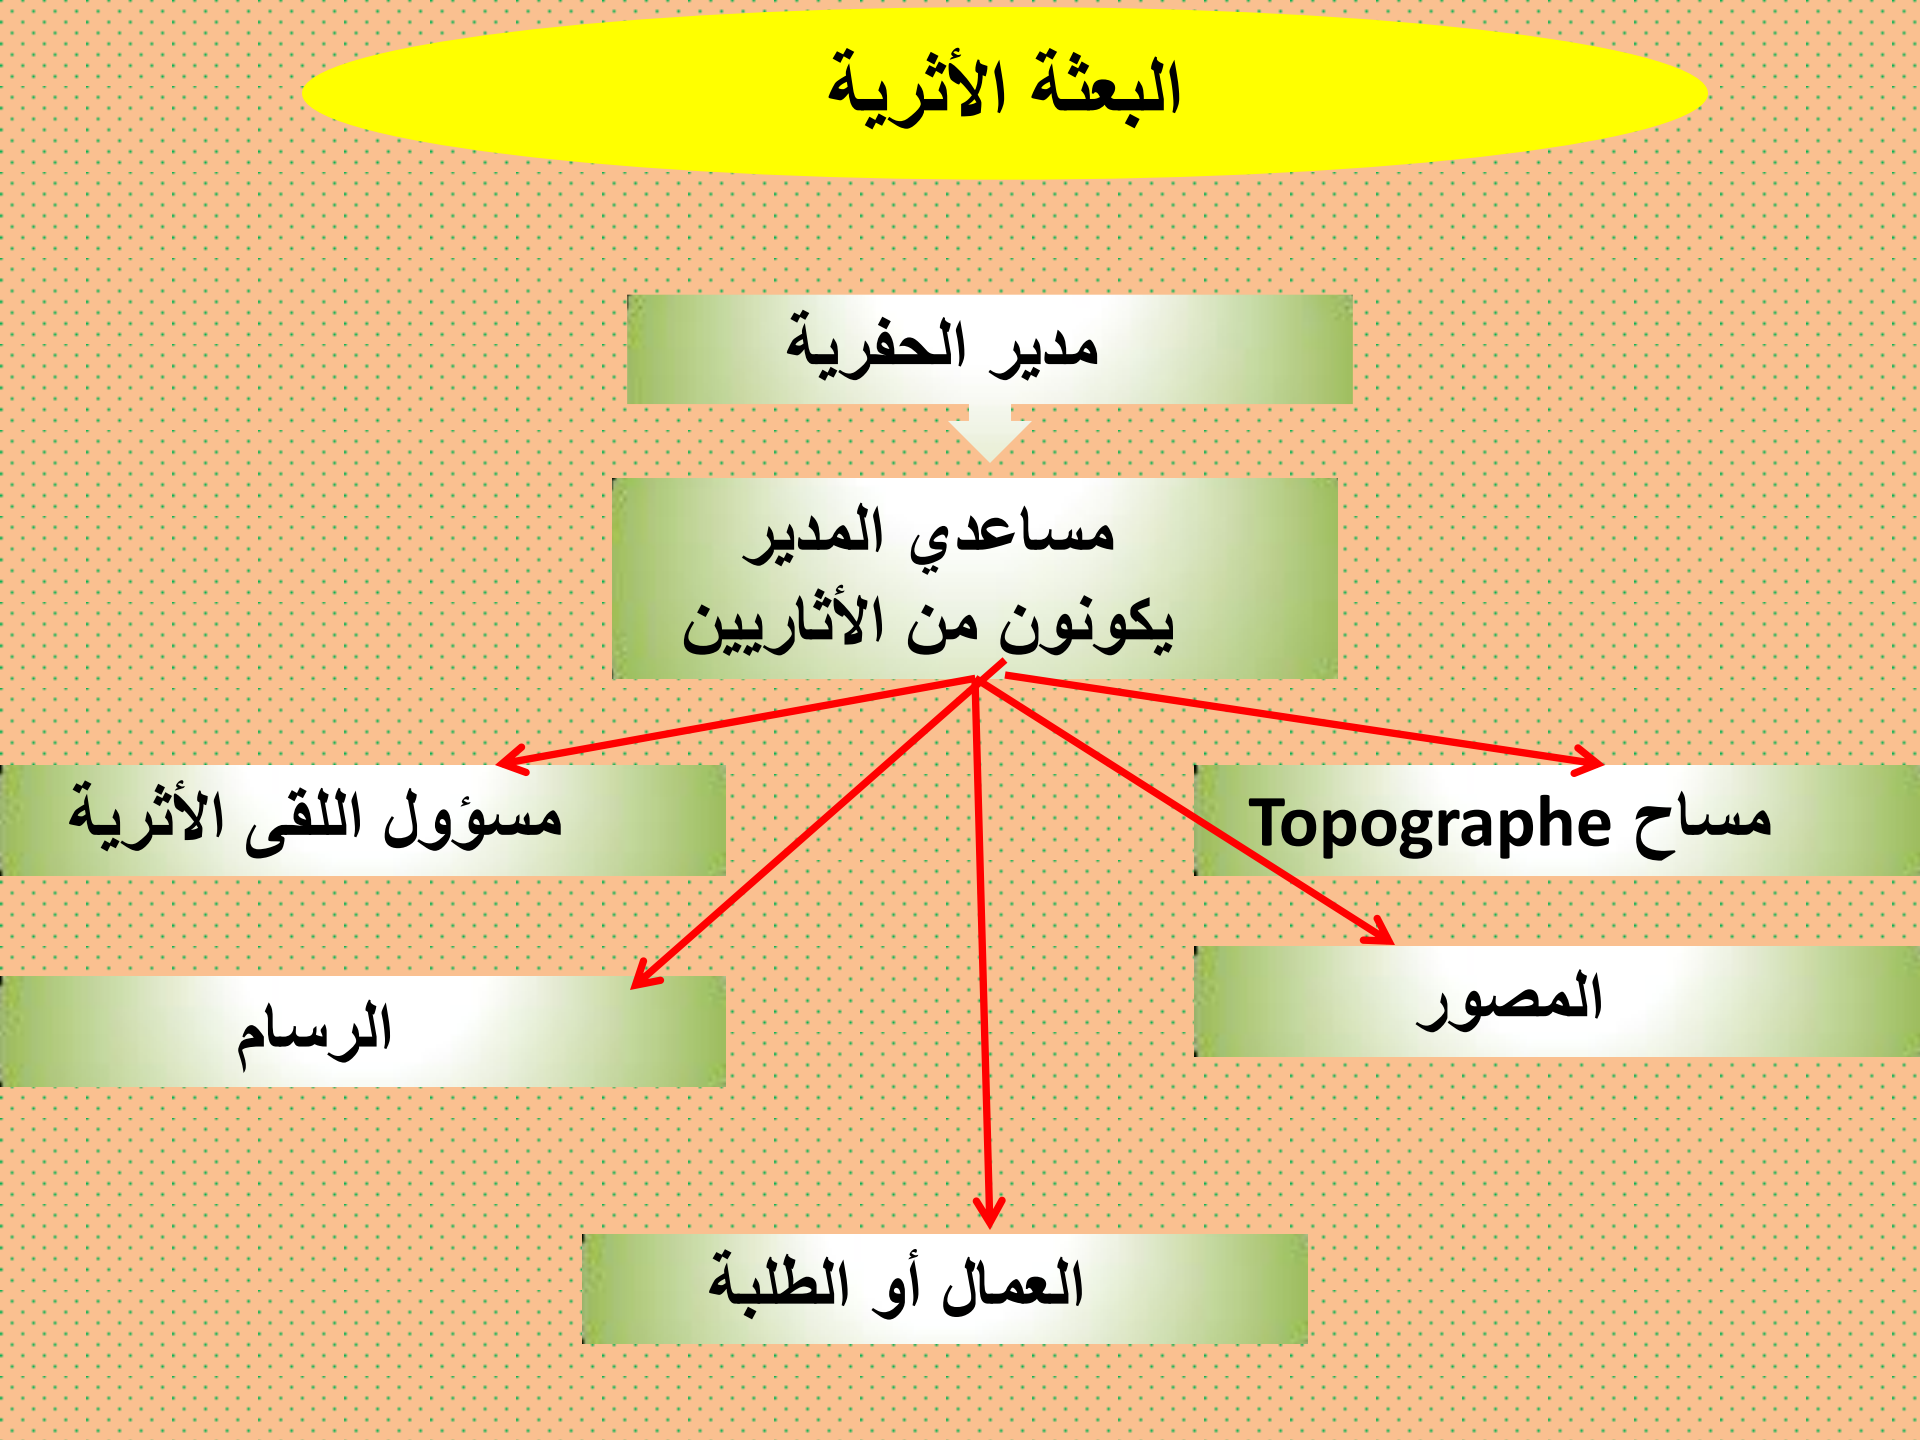 البعثة الأثرية
مدير الحفرية
مساعدي المدير
يكونون من الأثاريين
مساح Topographe
مسؤول اللقى الأثرية
المصور
الرسام
العمال أو الطلبة